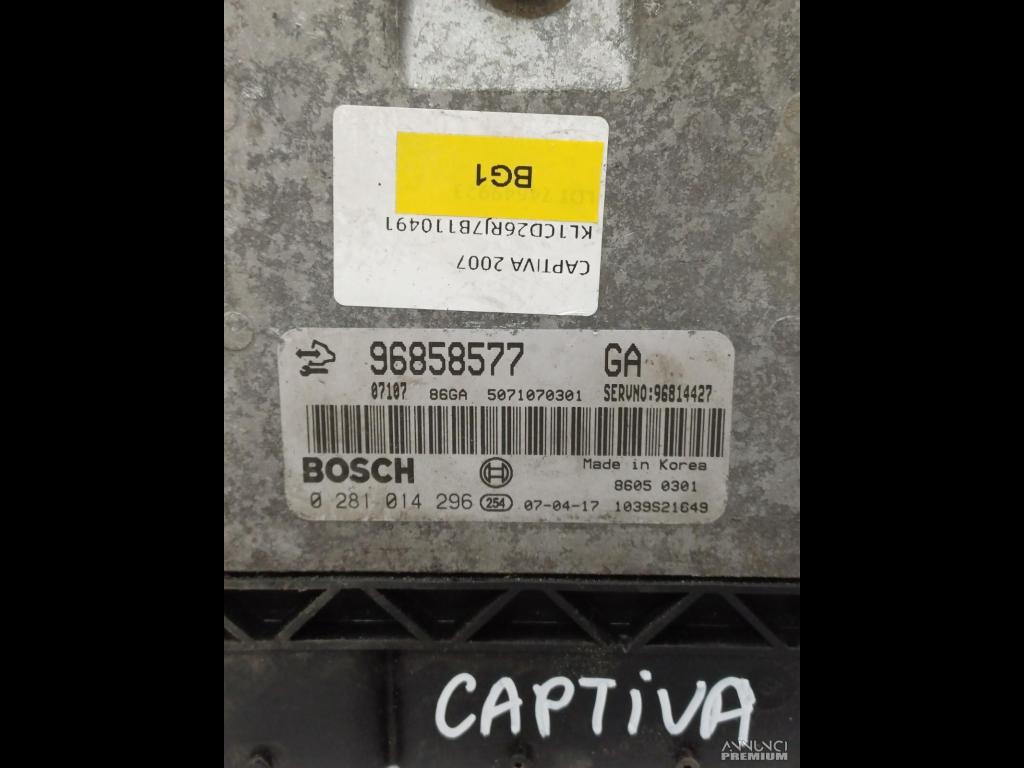 BG1
KL1CD26RJ7B110491
CAPTIVA 2007
96858577 GA
07107 86GA 5071070301 SERVNO:96814427
BOSCH Made in Korea
8605 0301
0 281 014 296 254 07-04-17 1039S21649
CAPTiVA
ANNUNCI
PREMIUM